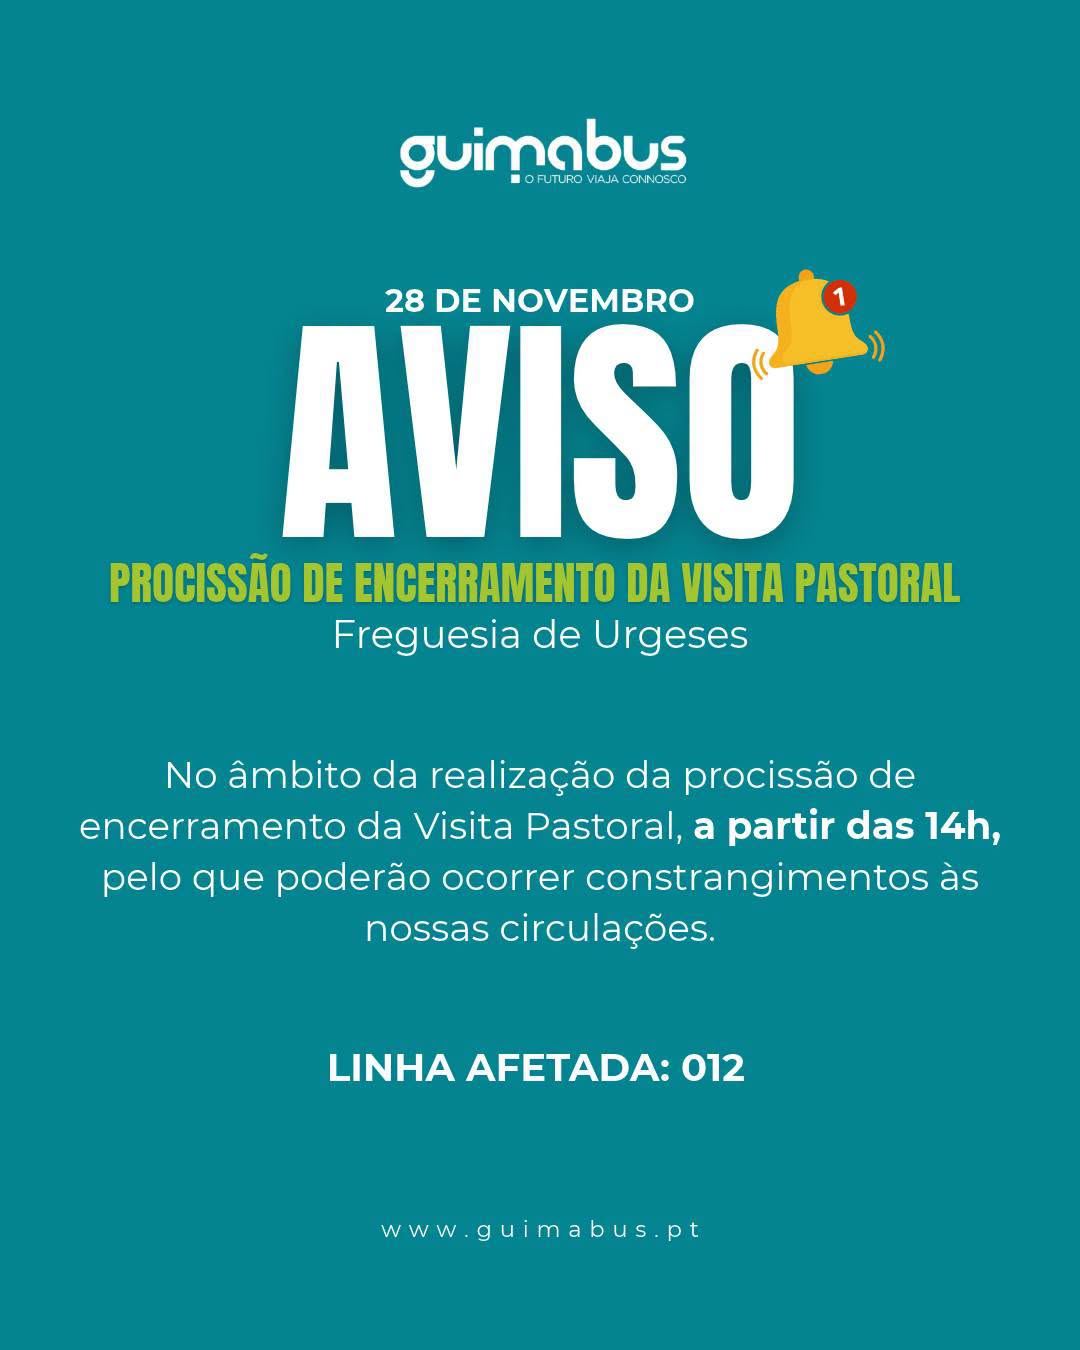 guimabus
O FUTURO VIAJA CONNOSCO
28 DE NOVEMBRO
1
AVISO
PROCISSÃO DE ENCERRAMENTO DA VISITA PASTORAL
Freguesia de Urgeses
No âmbito da realização da procissão de
encerramento da Visita Pastoral, a partir das 14h,
pelo que poderão ocorrer constrangimentos às
nossas circulações.
LINHA AFETADA: 012
www.guimabus.pt